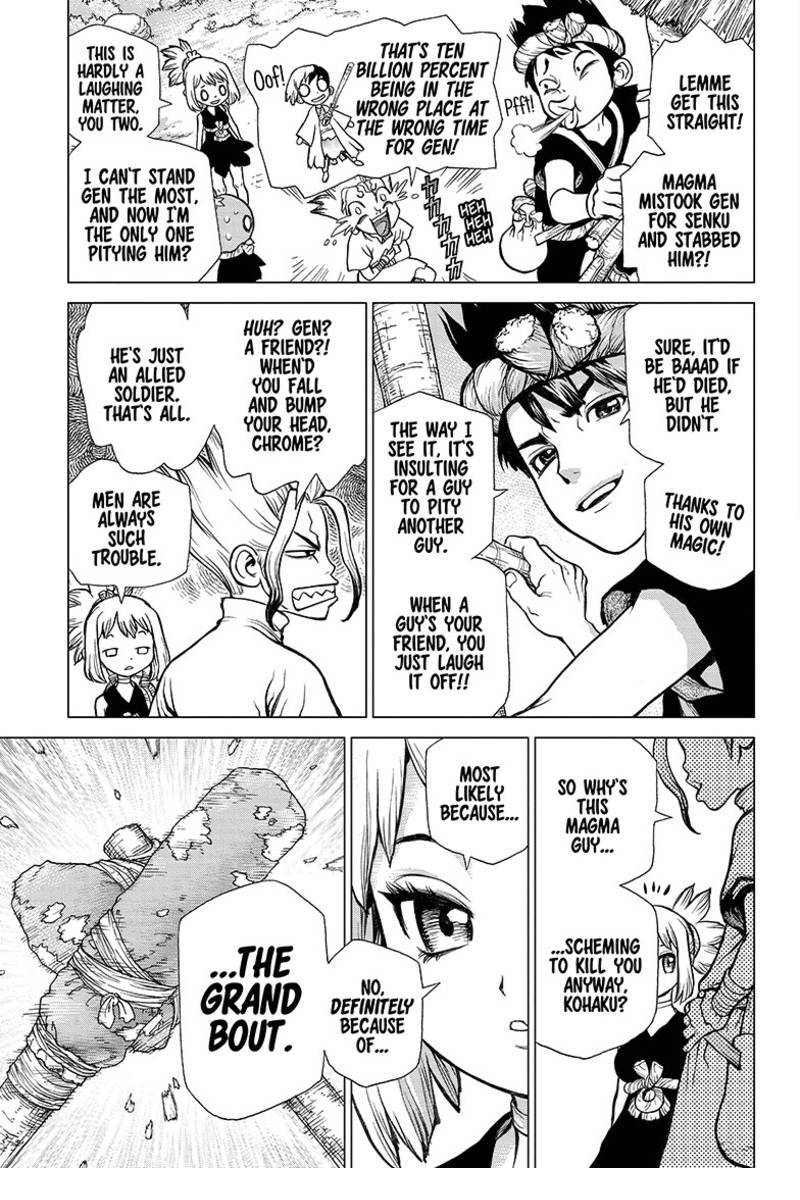 LEMME
GET THIS
STRAIGHT!
MAGMA
MISTOOK GEN
FOR SENKU
AND STABBED
HIM?!
Pfft!
THAT'S TEN
BILLION PERCENT
BEING IN THE
WRONG PLACE AT
THE WRONG TIME
FOR GEN!
HEH
HEH
HEH
カカカカ
Oof!
THIS IS
HARDLY A
LAUGHING
MATTER,
YOU TWO.
I CAN'T STAND
GEN THE MOST,
AND NOW I'M
THE ONLY ONE
PITYING HIM?
SURE, IT'D
BE BAAAD IF
HE'D DIED,
BUT HE
DIDN'T.
THANKS TO
HIS OWN
MAGIC!
THE WAY I
SEE IT, IT'S
INSULTING
FOR A GUY
TO PITY
ANOTHER
GUY.
WHEN A
GUY'S YOUR
FRIEND, YOU
JUST LAUGH
IT OFF!!
HUH? GEN?
A FRIEND?!
WHEN'D
YOU FALL
AND BUMP
YOUR HEAD,
CHROME?
HE'S JUST
AN ALLIED
SOLDIER.
THAT'S ALL.
MEN ARE
ALWAYS
SUCH
TROUBLE.
SO WHY'S
THIS
MAGMA
GUY...
...SCHEMING
TO KILL YOU
ANYWAY,
KOHAKU?
MOST
LIKELY
BECAUSE...
NO,
DEFINITELY
BECAUSE
OF...
...THE
GRAND
BOUT.